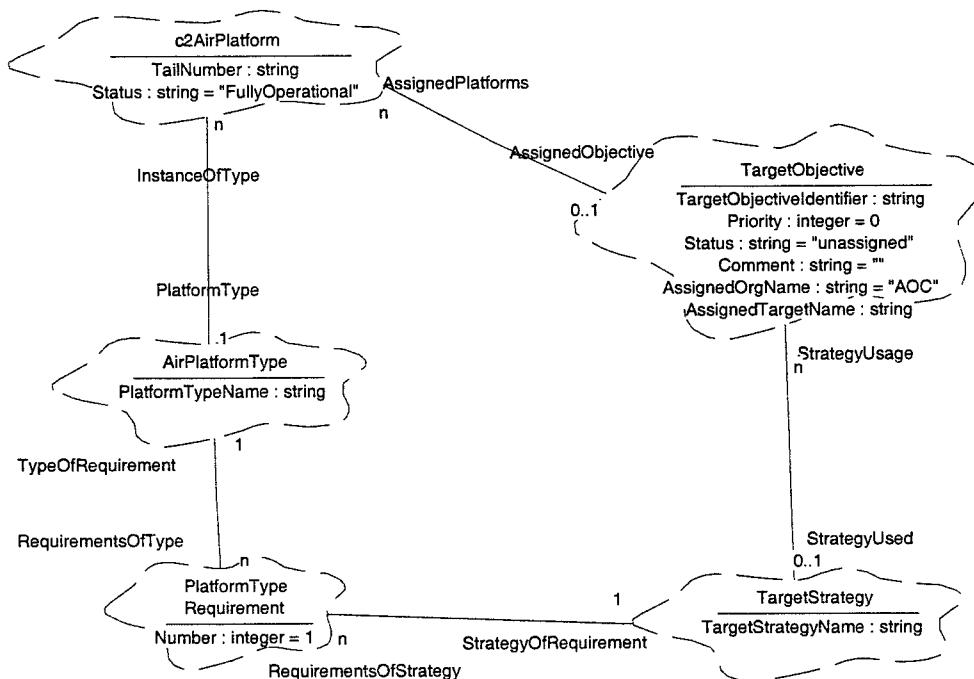 c2AirPlatform
TailNumber : string
Status : string = "FullyOperational"
n
n
AssignedPlatforms
AssignedObjective
0..1
InstanceOfType
PlatformType
1
TargetObjective
TargetObjectiveIdentifier : string
Priority : integer = 0
Status : string = "unassigned"
Comment : string = ""
AssignedOrgName : string = "AOC"
AssignedTargetName : string
StrategyUsage
n
AirPlatformType
PlatformTypeName : string
1
TypeOfRequirement
RequirementsOfType
n
StrategyUsed
0..1
PlatformType
Requirement
Number : integer = 1
n
RequirementsOfStrategy
1
StrategyOfRequirement
TargetStrategy
TargetStrategyName : string